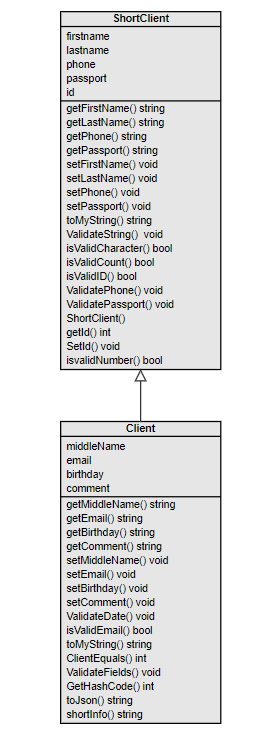 ShortClient
firstname
lastname
phone
passport
id
getFirstName() string
getLastName() string
getPhone() string
getPassport() string
setFirstName() void
setLastName() void
setPhone() void
setPassport() void
toMyString() string
ValidateString()  void
isValidCharacter() bool
isValidCount() bool
isValidID() bool
ValidatePhone() void
ValidatePassport() void
ShortClient()
getId() int
SetId() void
isvalidNumber() bool
Client
middleName
email
birthday
comment
getMiddleName() string
getEmail() string
getBirthday() string
getComment() string
setMiddleName() void
setEmail() void
setBirthday() void
setComment() void
ValidateDate() void
isValidEmail() bool
toMyString() string
ClientEquals() int
ValidateFields() void
GetHashCode() int
toJson() string
shortInfo() string